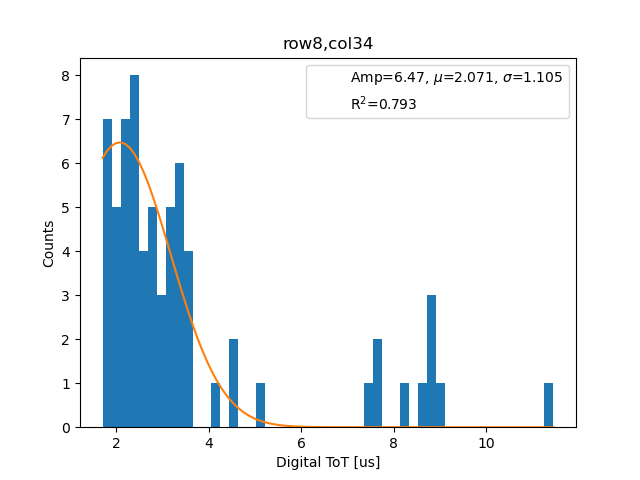 row8,col34
Amp=6.47, μ=2.071, σ=1.105
R²=0.793
Counts
8
7
6
5
4
3
2
1
0
2 4 6 8 10
Digital ToT [us]